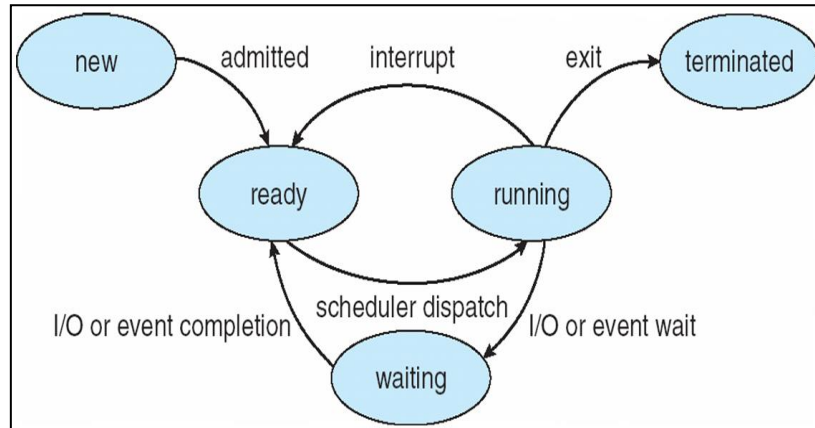 new
admitted
interrupt
exit
terminated
ready
running
scheduler dispatch
I/O or event completion
I/O or event wait
waiting